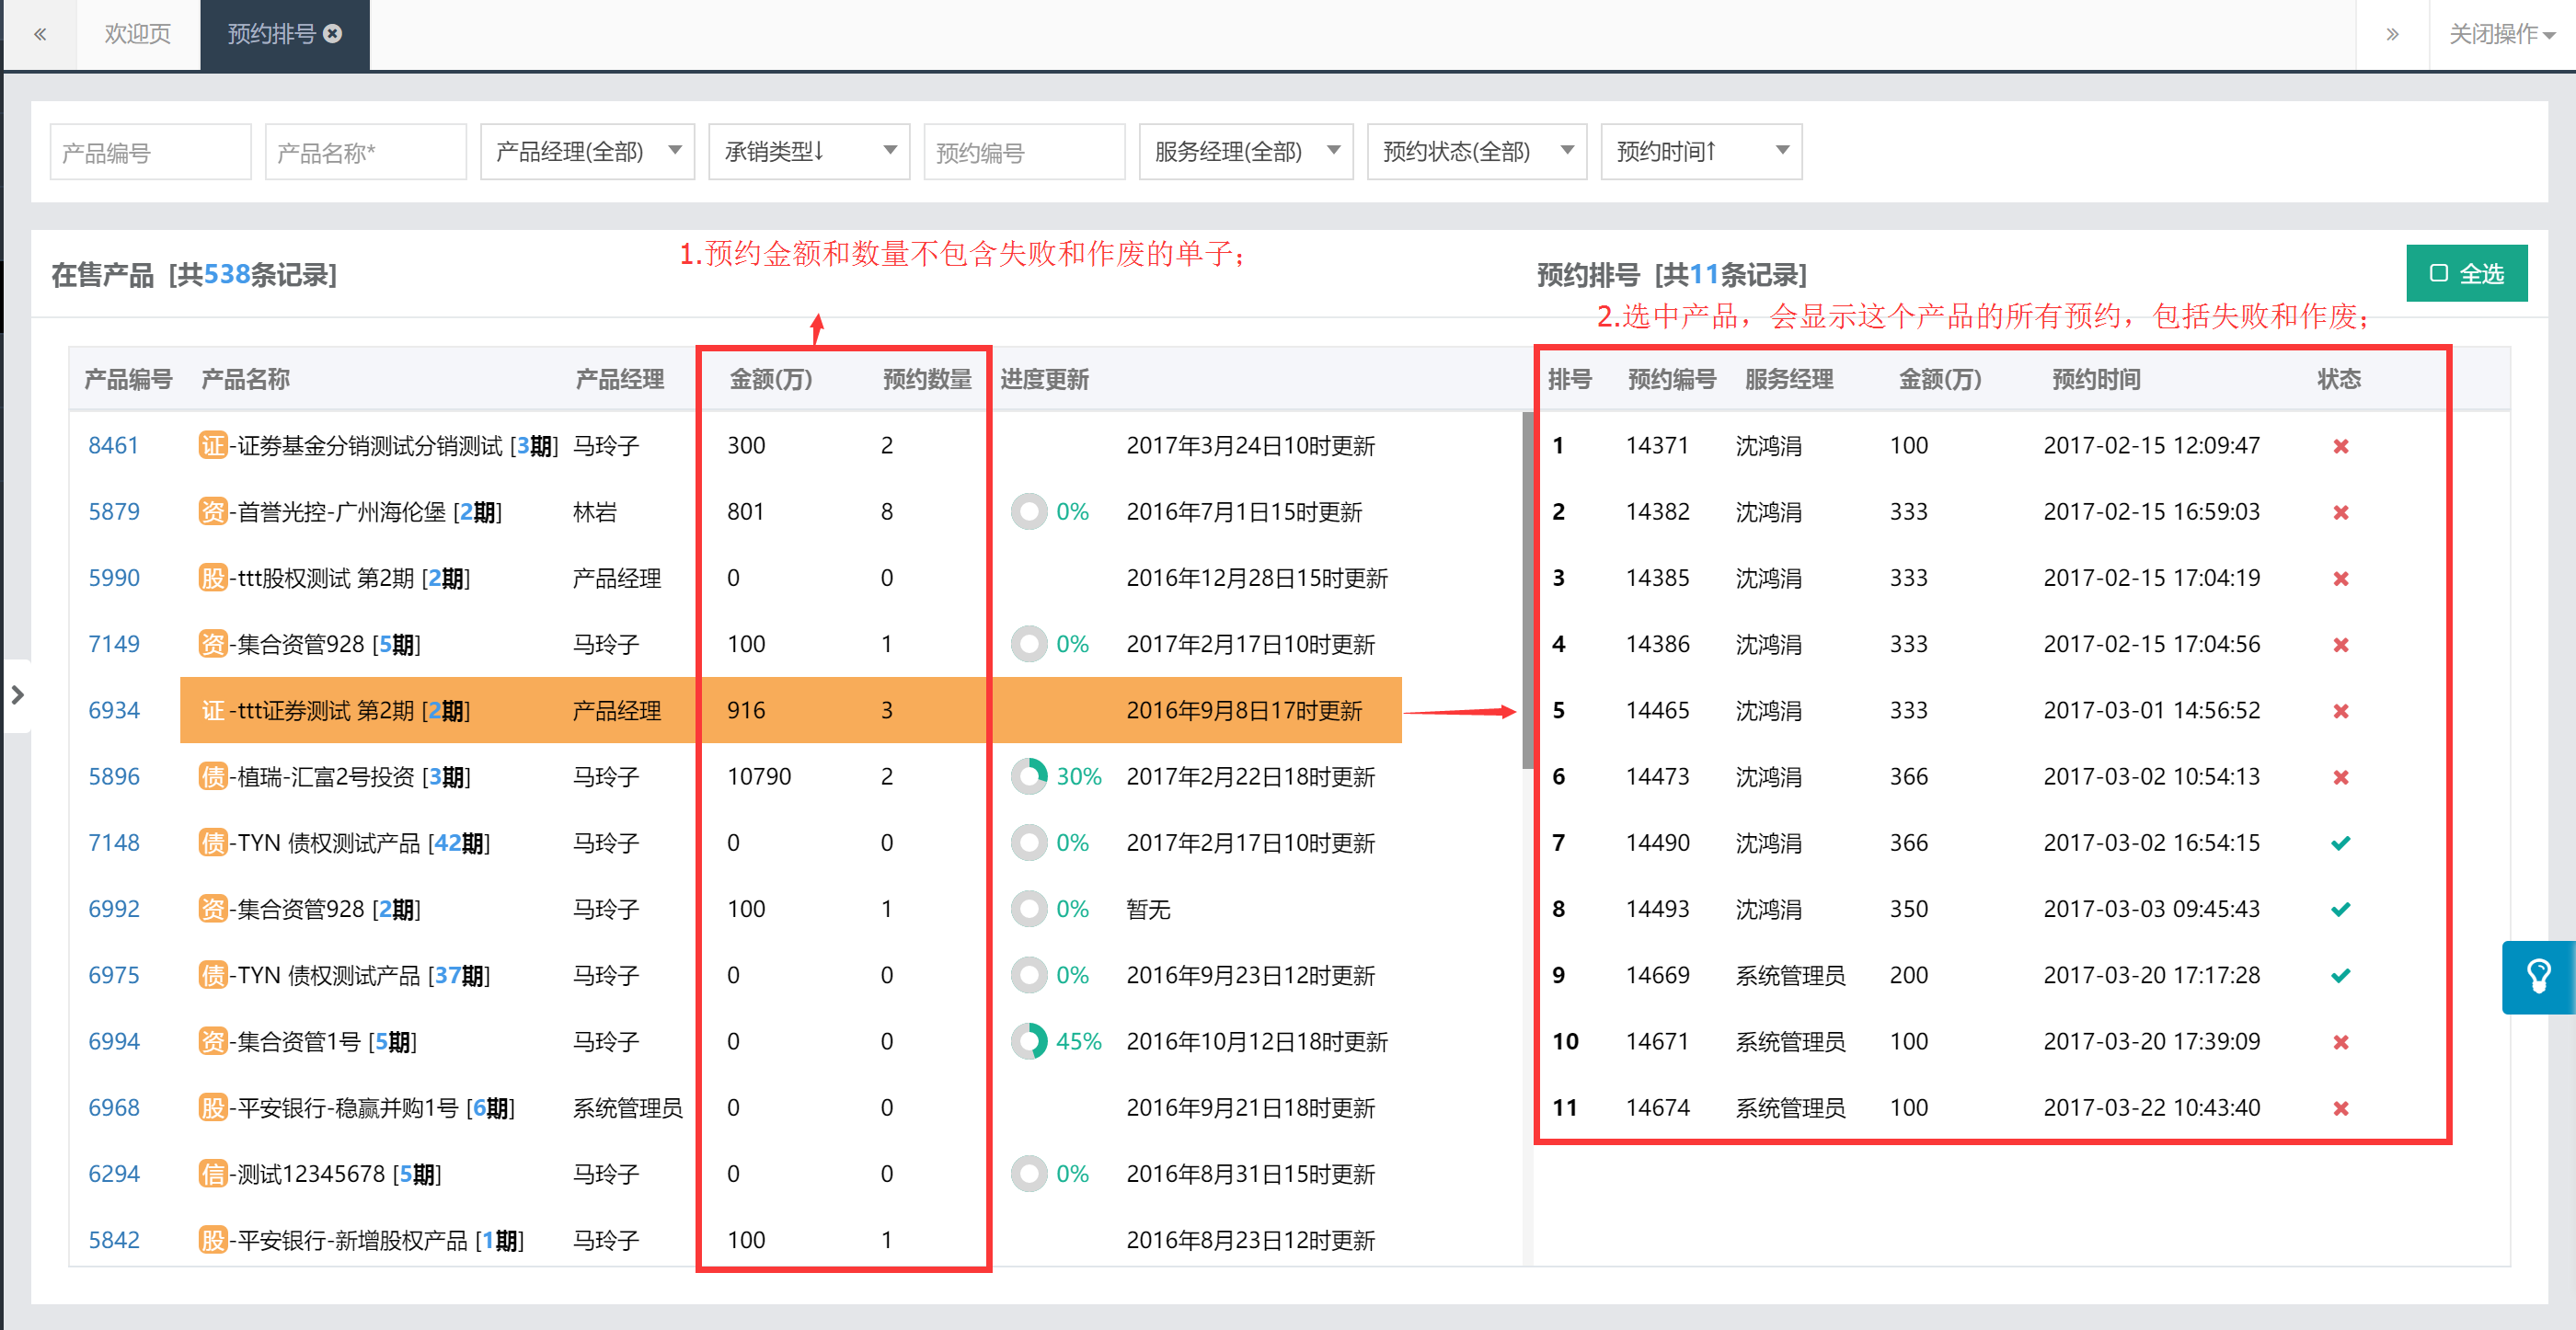 « 欢迎页 预约排号 » 关闭操作
产品编号 产品名称* 产品经理(全部) 承销类型↓ 预约编号 服务经理(全部) 预约状态(全部) 预约时间↑
1.预约金额和数量不包含失败和作废的单子;
在售产品 [共538条记录]
预约排号 [共11条记录] 全选
2.选中产品，会显示这个产品的所有预约，包括失败和作废;
产品编号 产品名称 产品经理 金额(万) 预约数量 进度更新
8461 证-证券基金分销测试分销测试 [3期] 马玲子 300 2 2017年3月24日10时更新
5879 资-首誉光控-广州海伦堡 [2期] 林岩 801 8 0% 2016年7月1日15时更新
5990 股-ttt股权测试 第2期 [2期] 产品经理 0 0 2016年12月28日15时更新
7149 资-集合资管928 [5期] 马玲子 100 1 0% 2017年2月17日10时更新
6934 证-ttt证券测试 第2期 [2期] 产品经理 916 3 2016年9月8日17时更新
5896 债-植瑞-汇富2号投资 [3期] 马玲子 10790 2 30% 2017年2月22日18时更新
7148 债-TYN 债权测试产品 [42期] 马玲子 0 0 0% 2017年2月17日10时更新
6992 资-集合资管928 [2期] 马玲子 100 1 0% 暂无
6975 债-TYN 债权测试产品 [37期] 马玲子 0 0 0% 2016年9月23日12时更新
6994 资-集合资管1号 [5期] 马玲子 0 0 45% 2016年10月12日18时更新
6968 股-平安银行-稳赢并购1号 [6期] 系统管理员 0 0 2016年9月21日18时更新
6294 信-测试12345678 [5期] 马玲子 0 0 0% 2016年8月31日15时更新
5842 股-平安银行-新增股权产品 [1期] 马玲子 100 1 2016年8月23日12时更新
排号 预约编号 服务经理 金额(万) 预约时间 状态
1 14371 沈鸿涓 100 2017-02-15 12:09:47
2 14382 沈鸿涓 333 2017-02-15 16:59:03
3 14385 沈鸿涓 333 2017-02-15 17:04:19
4 14386 沈鸿涓 333 2017-02-15 17:04:56
5 14465 沈鸿涓 333 2017-03-01 14:56:52
6 14473 沈鸿涓 366 2017-03-02 10:54:13
7 14490 沈鸿涓 366 2017-03-02 16:54:15
8 14493 沈鸿涓 350 2017-03-03 09:45:43
9 14669 系统管理员 200 2017-03-20 17:17:28
10 14671 系统管理员 100 2017-03-20 17:39:09
11 14674 系统管理员 100 2017-03-22 10:43:40